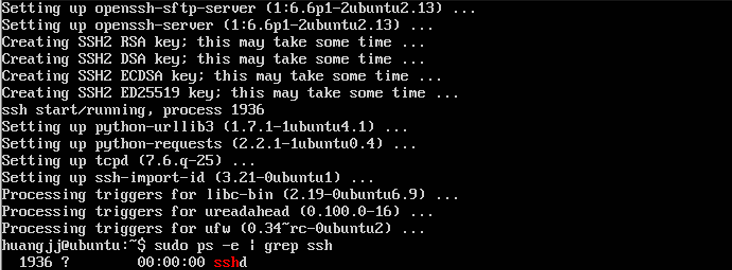 Setting up openssh-sftp-server (1:6.6p1-2ubuntu2.13) ...
Setting up openssh-server (1:6.6p1-2ubuntu2.13) ...
Creating SSH2 RSA key; this may take some time ...
Creating SSH2 DSA key; this may take some time ...
Creating SSH2 ECDSA key; this may take some time ...
Creating SSH2 ED25519 key; this may take some time ...
ssh start/running, process 1936
Setting up python-urllib3 (1.7.1-1ubuntu4.1) ...
Setting up python-requests (2.2.1-1ubuntu0.4) ...
Setting up tcpd (7.6.q-25) ...
Setting up ssh-import-id (3.21-0ubuntu1) ...
Processing triggers for libc-bin (2.19-0ubuntu6.9) ...
Processing triggers for ureadahead (0.100.0-16) ...
Processing triggers for ufw (0.34~rc-0ubuntu2) ...
huangjj@ubuntu:~$ sudo ps -e | grep ssh
  1936 ?        00:00:00 sshd